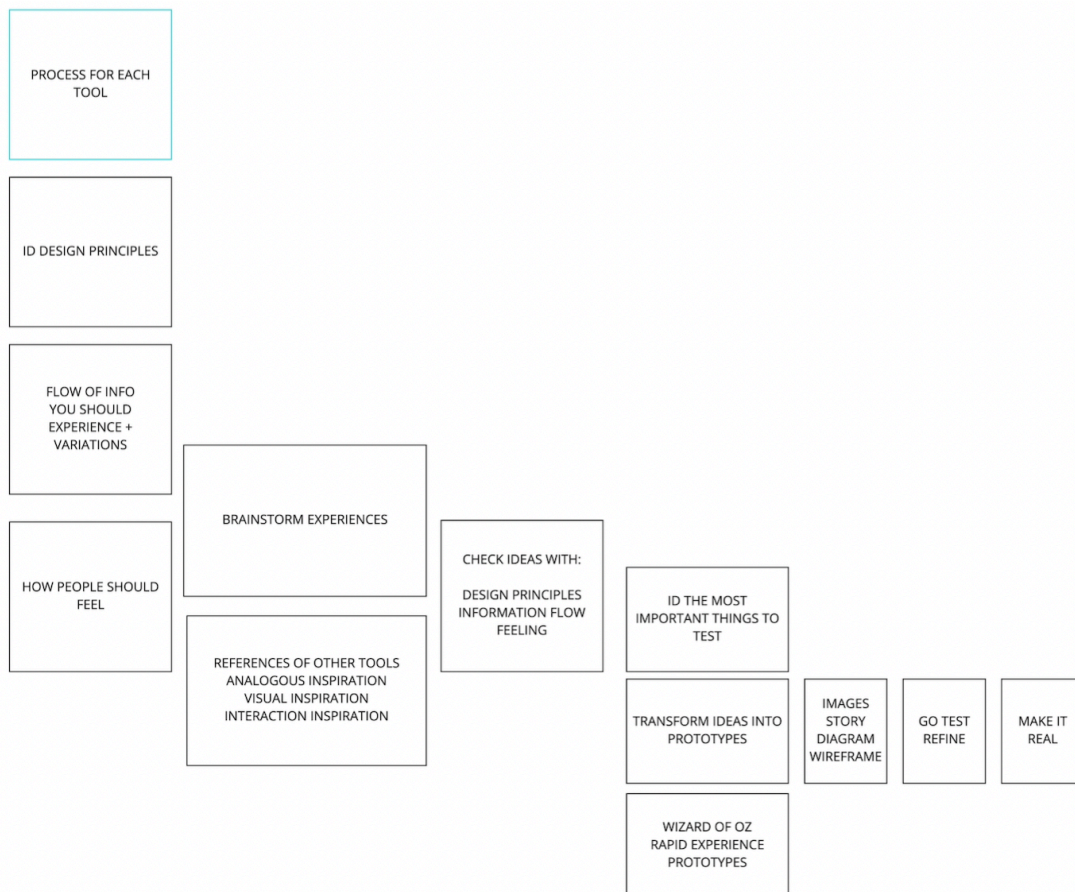 PROCESS FOR EACH
TOOL
ID DESIGN PRINCIPLES
FLOW OF INFO
YOU SHOULD
EXPERIENCE +
VARIATIONS
HOW PEOPLE SHOULD
FEEL
BRAINSTORM EXPERIENCES
REFERENCES OF OTHER TOOLS
ANALOGOUS INSPIRATION
VISUAL INSPIRATION
INTERACTION INSPIRATION
CHECK IDEAS WITH:
DESIGN PRINCIPLES
INFORMATION FLOW
FEELING
ID THE MOST
IMPORTANT THINGS TO
TEST
TRANSFORM IDEAS INTO
PROTOTYPES
WIZARD OF OZ
RAPID EXPERIENCE
PROTOTYPES
IMAGES
STORY
DIAGRAM
WIREFRAME
GO TEST
REFINE
MAKE IT
REAL